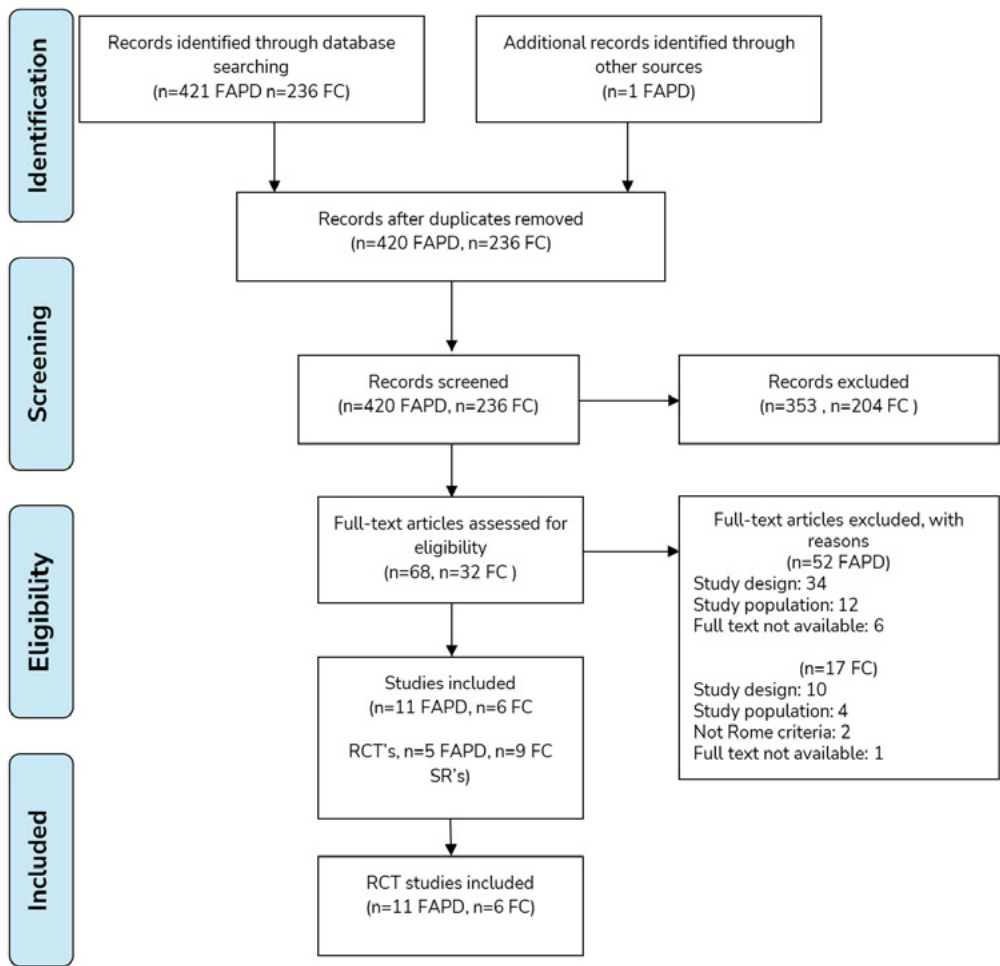 Identification
Records identified through database
searching
(n=421 FAPD n=236 FC)
Additional records identified through
other sources
(n=1 FAPD)
Records after duplicates removed
(n=420 FAPD, n=236 FC)
Screening
Records screened
(n=420 FAPD, n=236 FC)
Records excluded
(n=353 , n=204 FC )
Eligibility
Full-text articles assessed for
eligibility
(n=68, n=32 FC )
Full-text articles excluded, with
reasons
(n=52 FAPD)
Study design: 34
Study population: 12
Full text not available: 6
(n=17 FC)
Study design: 10
Study population: 4
Not Rome criteria: 2
Full text not available: 1
Studies included
(n=11 FAPD, n=6 FC
RCT's, n=5 FAPD, n=9 FC
SR's)
Included
RCT studies included
(n=11 FAPD, n=6 FC)